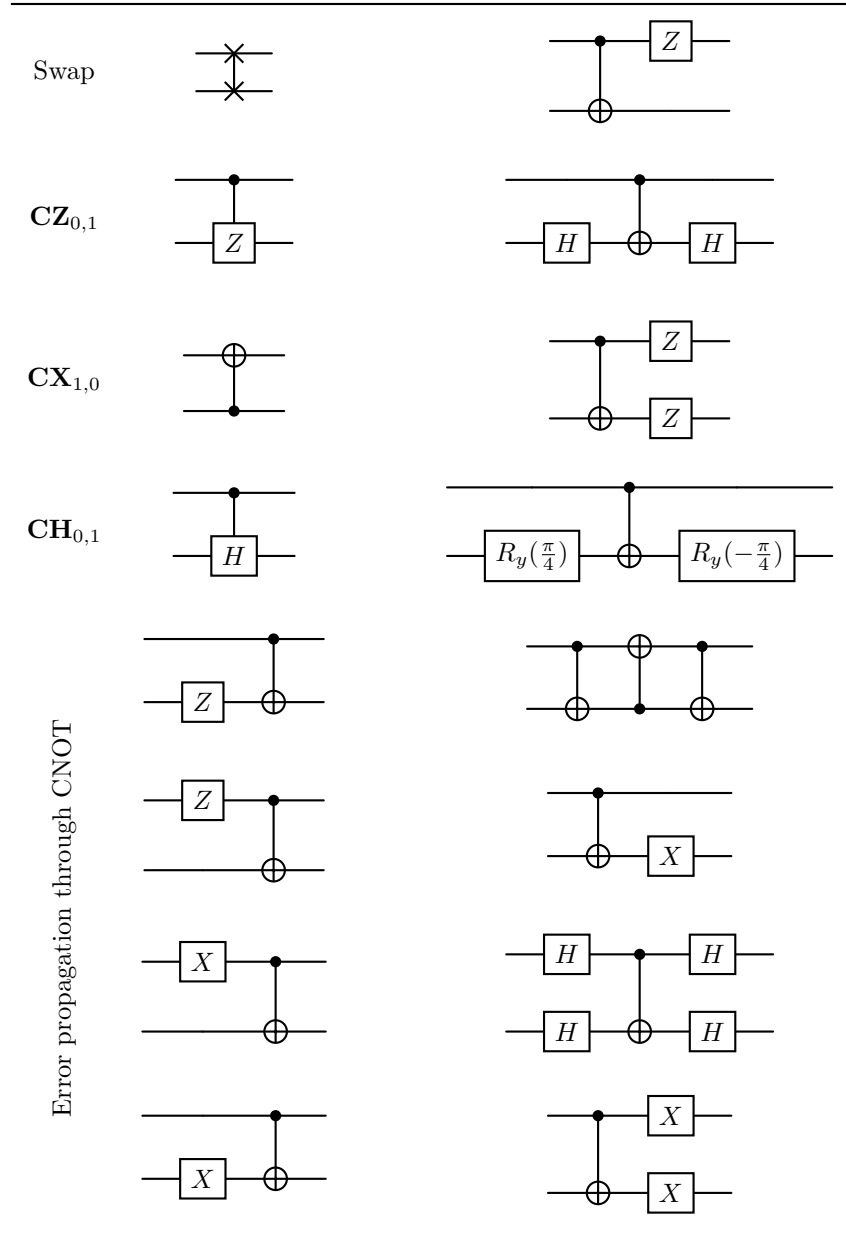 Swap
Z
CZ0,1
Z
H H
CX1,0
Z
Z
CH0,1
H
Ry(π/4) Ry(−π/4)
Error propagation through CNOT
Z
Z
X
X
H H
H H
X
X
X